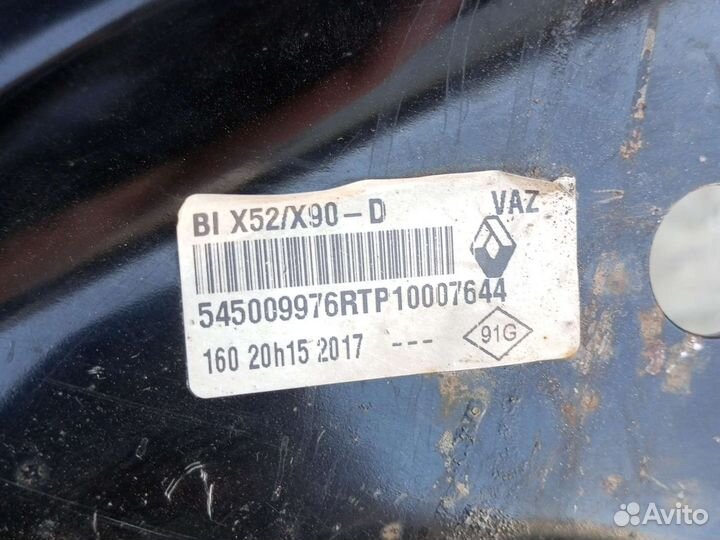 BI X52/X90-D
VAZ
545009976RTP10007644
160 20h15 2017 ---
91G
Avito